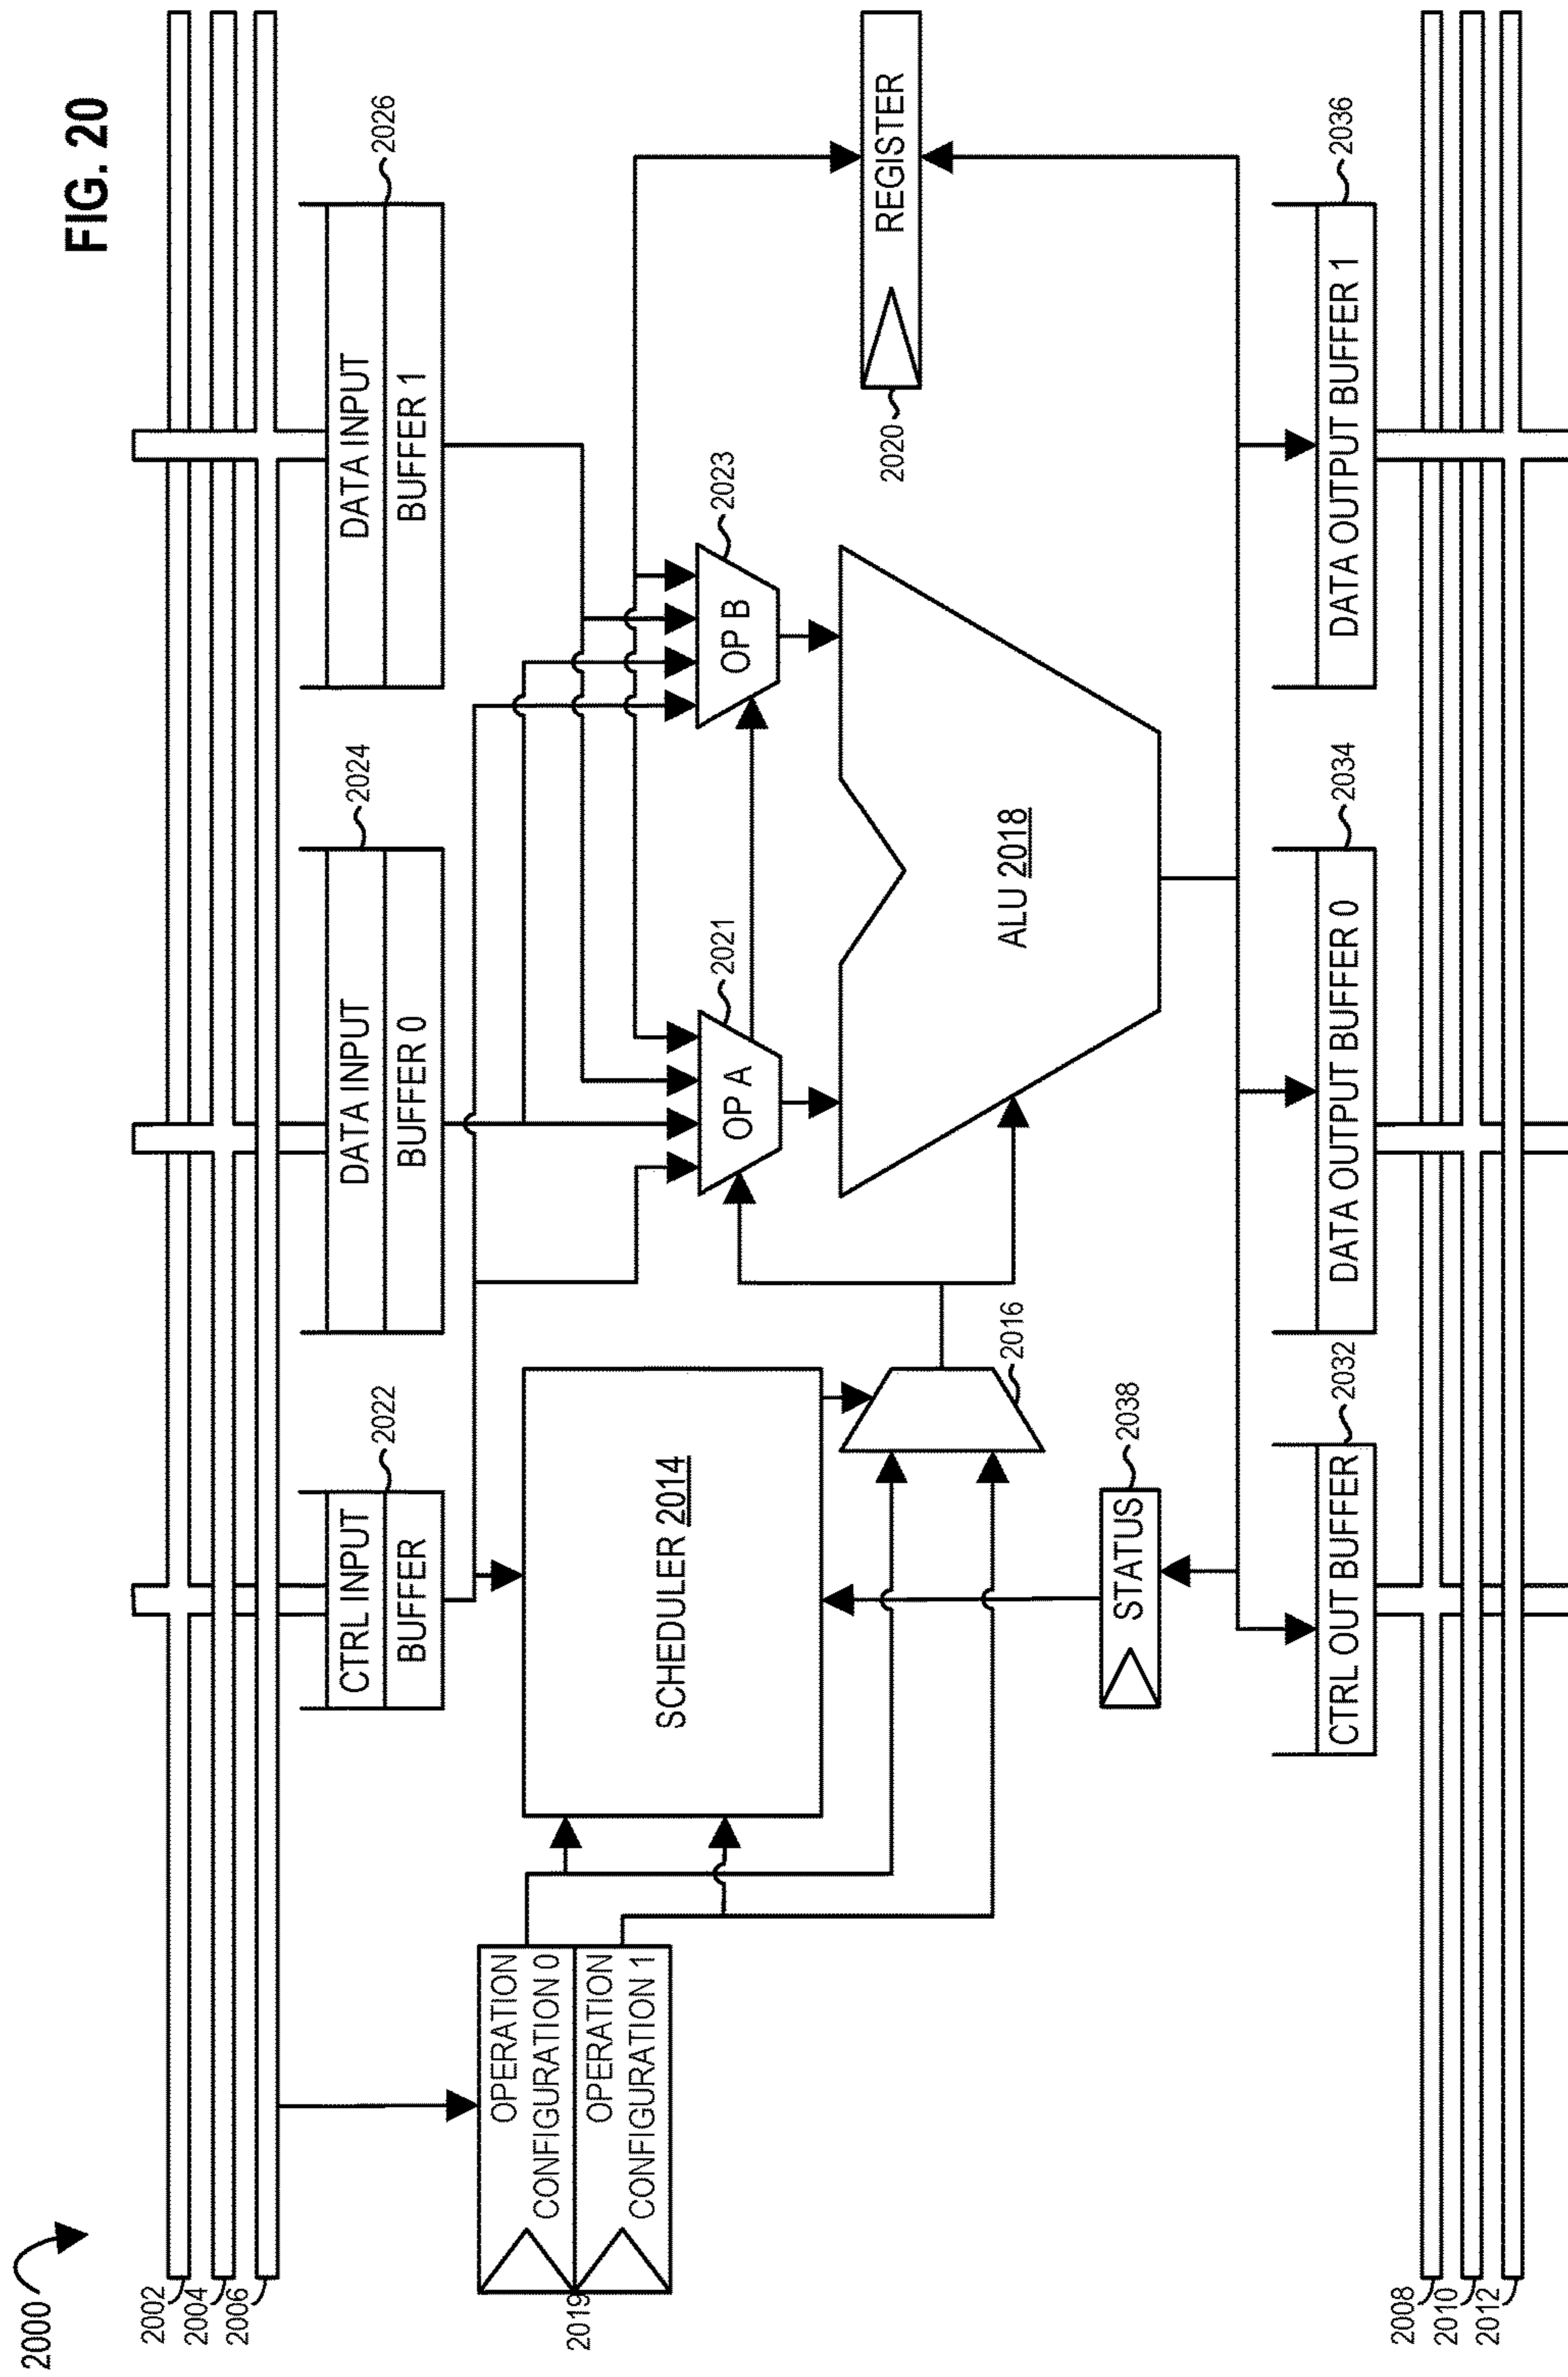 FIG. 20
2000
2002
2004
2006
CTRL INPUT
BUFFER
2022
DATA INPUT
BUFFER 0
2024
DATA INPUT
BUFFER 1
2026
OPERATION
CONFIGURATION 0
OPERATION
CONFIGURATION 1
2019
SCHEDULER 2014
OP A
2021
OP B
2023
2016
ALU 2018
2020
REGISTER
STATUS
2038
CTRL OUT BUFFER
2032
DATA OUTPUT BUFFER 0
2034
DATA OUTPUT BUFFER 1
2036
2008
2010
2012